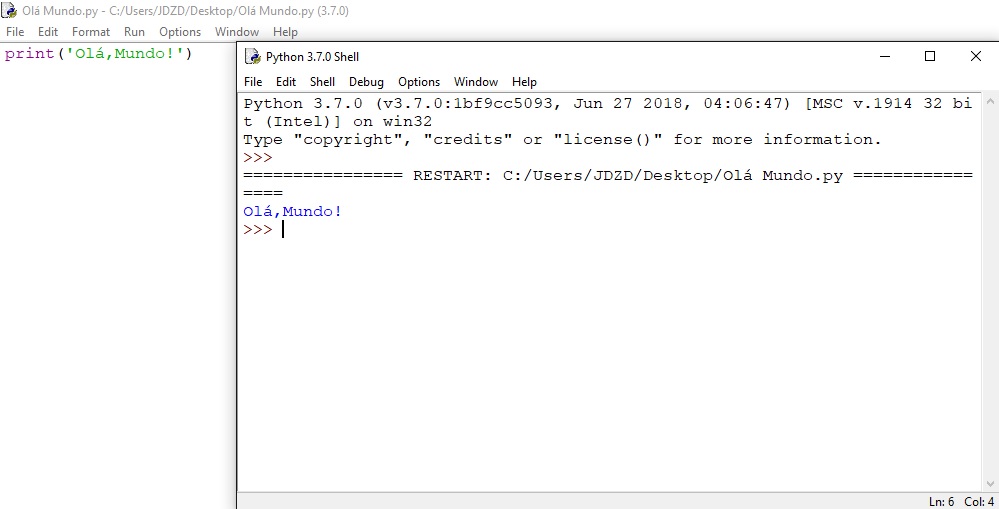 Olá Mundo.py - C:/Users/JDZD/Desktop/Olá Mundo.py (3.7.0)
File Edit Format Run Options Window Help
print('Olá,Mundo!')
Python 3.7.0 Shell
File Edit Shell Debug Options Window Help
Python 3.7.0 (v3.7.0:1bf9cc5093, Jun 27 2018, 04:06:47) [MSC v.1914 32 bi
t (Intel)] on win32
Type "copyright", "credits" or "license()" for more information.
>>>
================ RESTART: C:/Users/JDZD/Desktop/Olá Mundo.py ============
====
Olá,Mundo!
>>>
Ln: 6 Col: 4